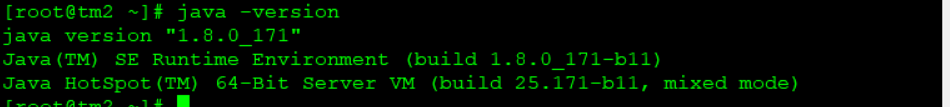 [root@tm2 ~]# java -version
java version "1.8.0_171"
Java(TM) SE Runtime Environment (build 1.8.0_171-b11)
Java HotSpot(TM) 64-Bit Server VM (build 25.171-b11, mixed mode)
[root@tm2 ~]#